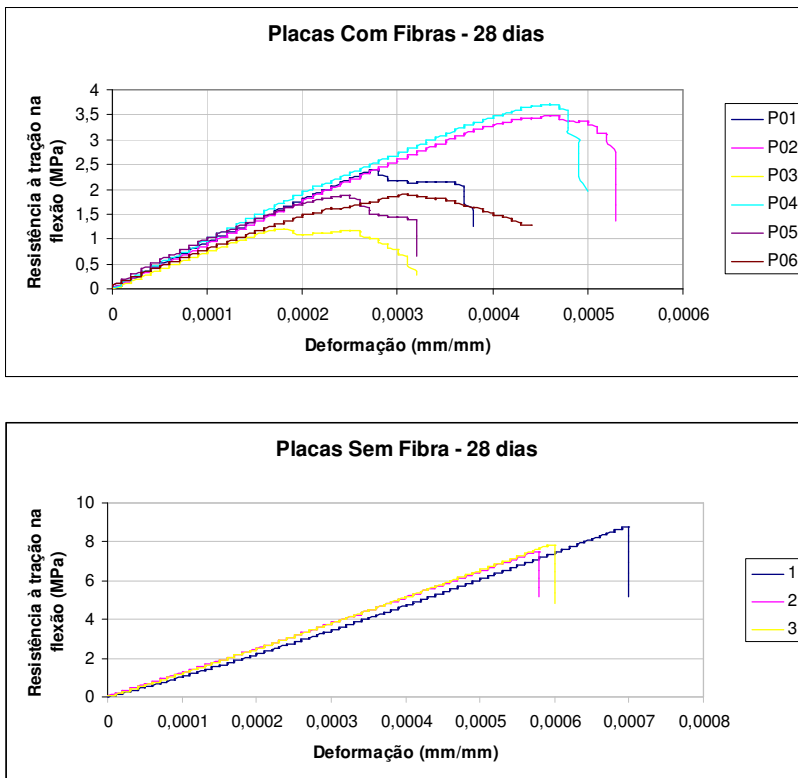 Placas Com Fibras - 28 dias
Resistência à tração na
flexão (MPa)
4
3,5
3
2,5
2
1,5
1
0,5
0
0 0,0001 0,0002 0,0003 0,0004 0,0005 0,0006
Deformação (mm/mm)
P01
P02
P03
P04
P05
P06
Placas Sem Fibra - 28 dias
Resistência à tração na
flexão (MPa)
10
8
6
4
2
0
0 0,0001 0,0002 0,0003 0,0004 0,0005 0,0006 0,0007 0,0008
Deformação (mm/mm)
1
2
3